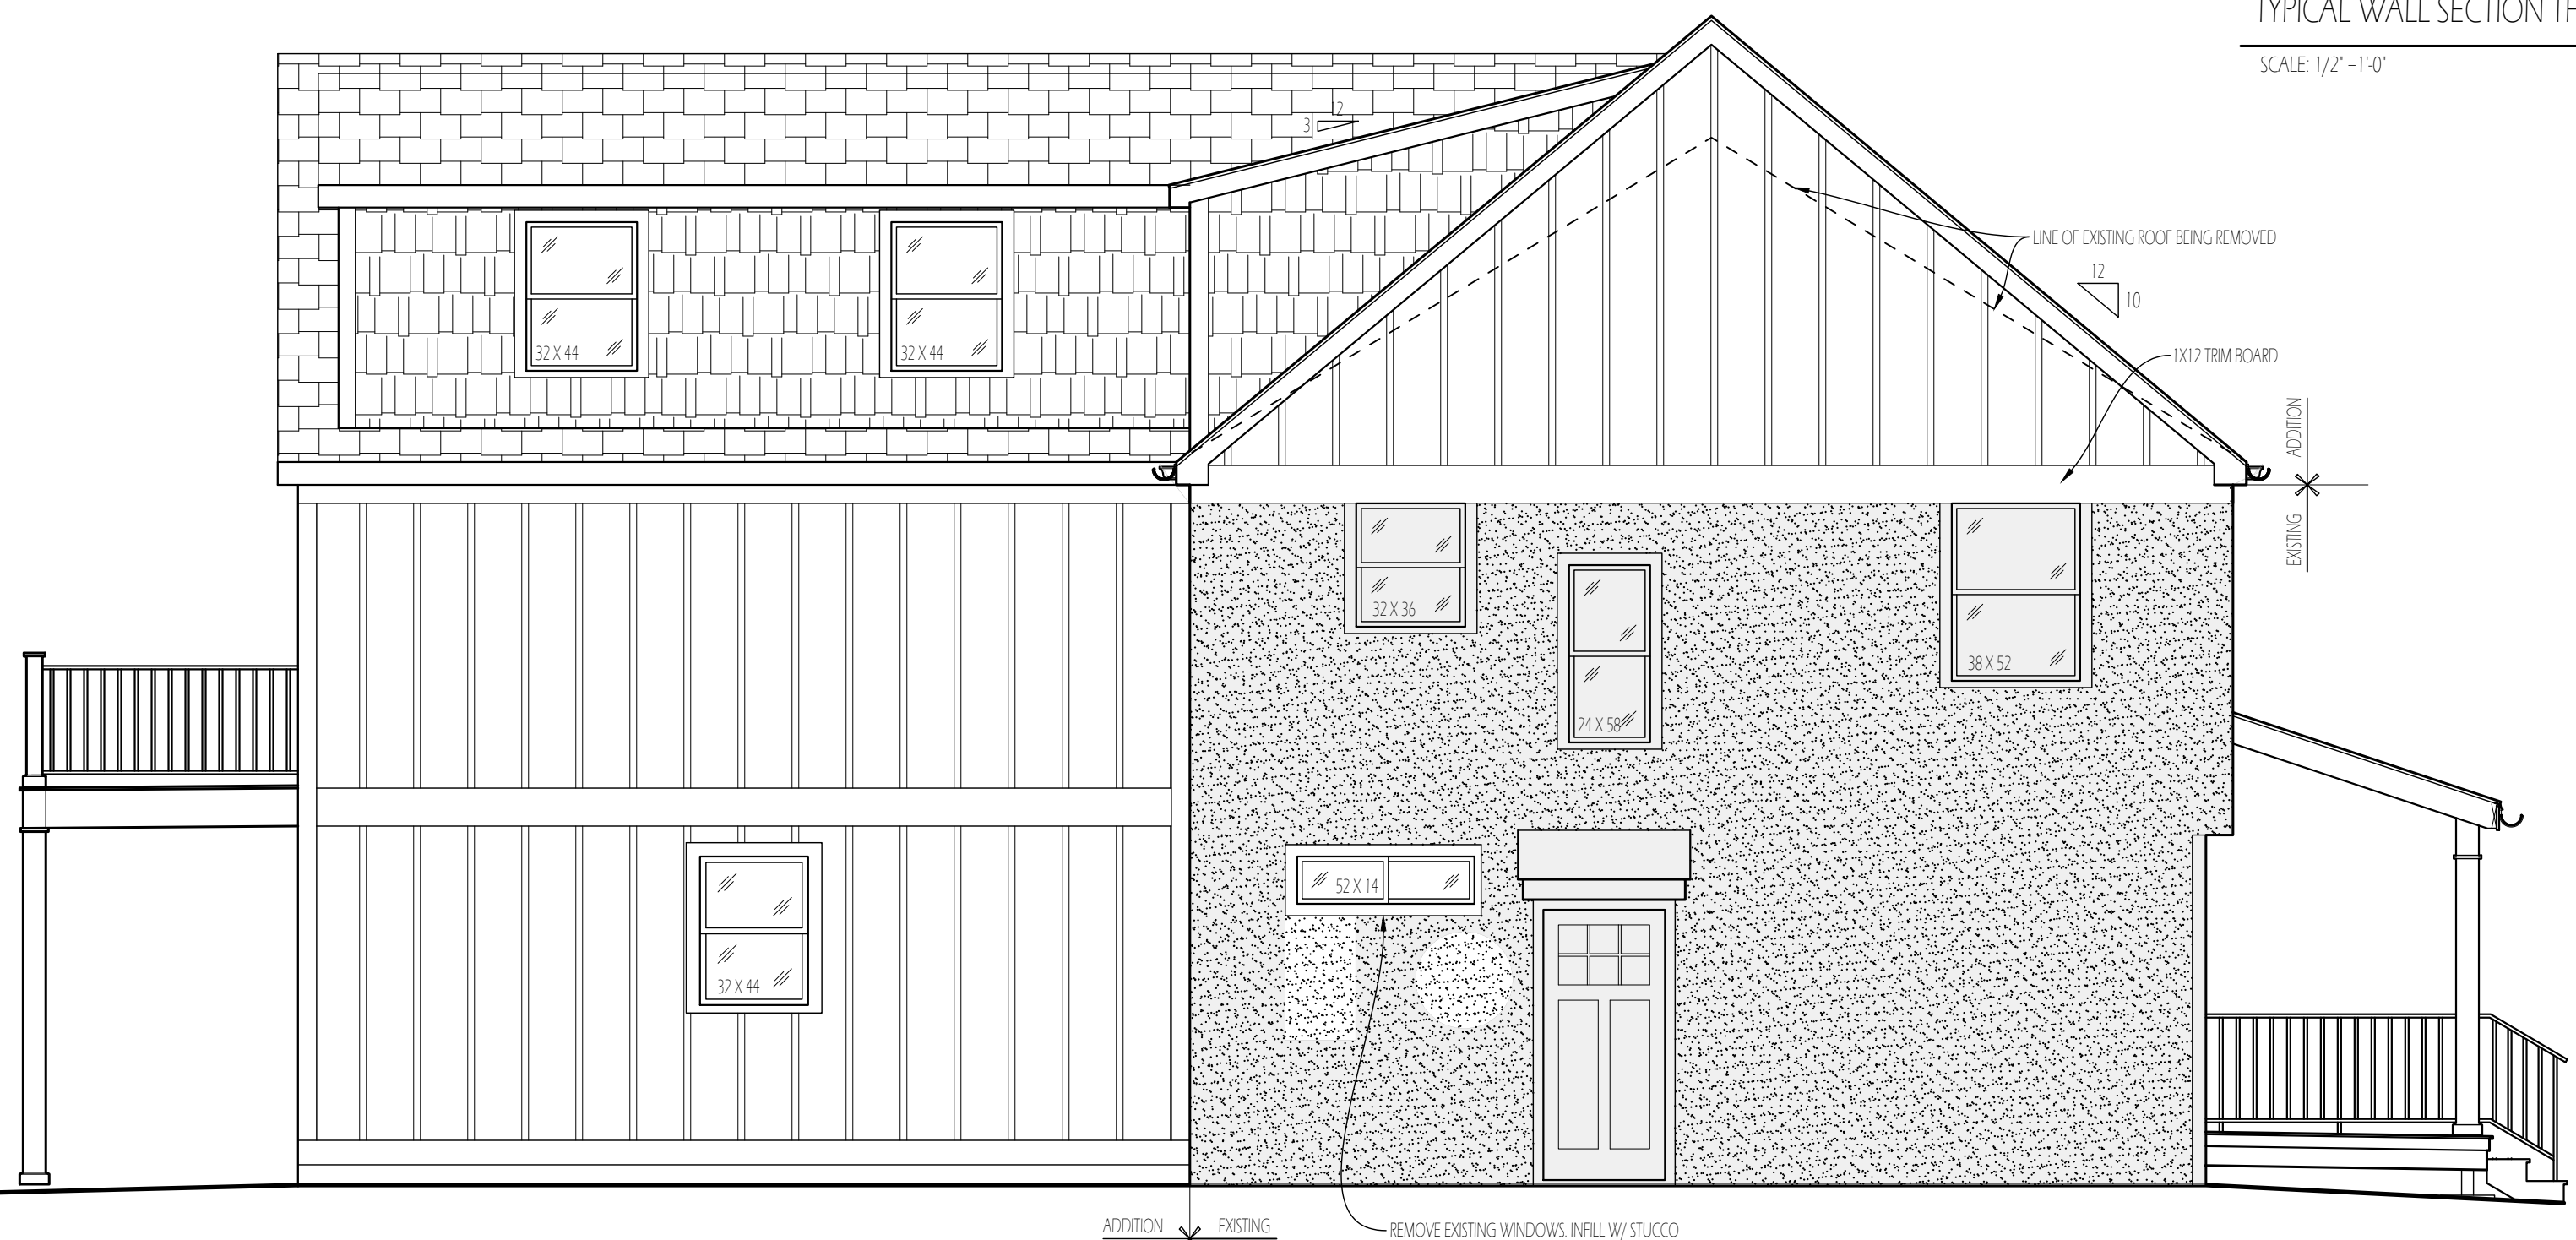 TYPICAL WALL SECTION
SCALE: 1/2" =1'-0"
12
3
LINE OF EXISTING ROOF BEING REMOVED
12
10
32 X 44
32 X 44
1X12 TRIM BOARD
ADDITION
EXISTING
32 X 36
38 X 52
24 X 58
52 X 14
32 X 44
ADDITION EXISTING
REMOVE EXISTING WINDOWS. INFILL W/ STUCCO